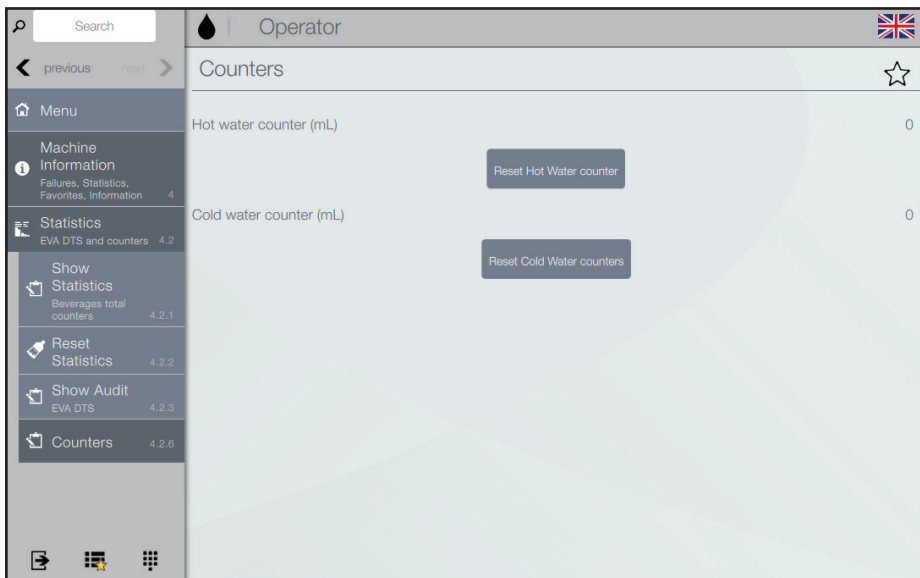 Search
Operator
previous
next
Counters
Menu
Hot water counter (mL)
0
Machine
Information
Failures, Statistics,
Favorites, Information
4
Reset Hot Water counter
Statistics
EVA DTS and counters
4.2
Cold water counter (mL)
0
Reset Cold Water counters
Show
Statistics
Beverages total
counters
4.2.1
Reset
Statistics
4.2.2
Show Audit
EVA DTS
4.2.3
Counters
4.2.6